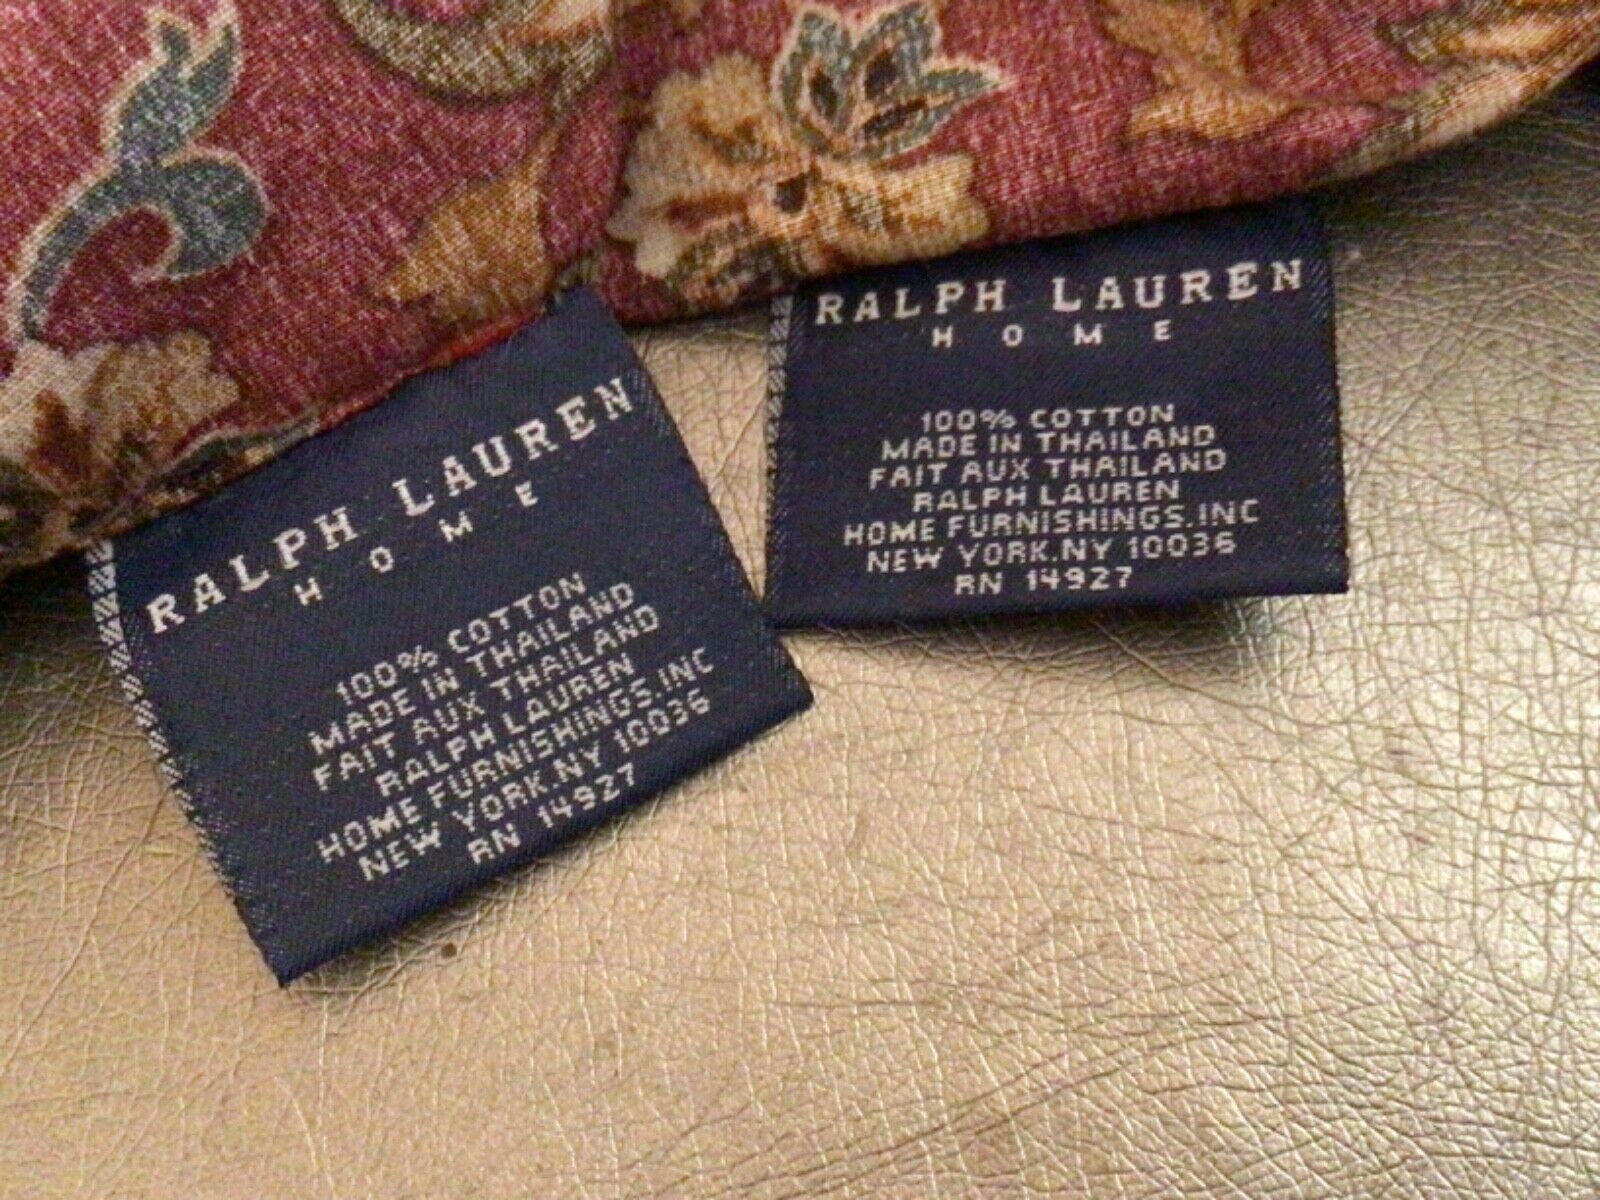 RALPH LAUREN
HOME
100% COTTON
MADE IN THAILAND
FAIT AUX THAILAND
RALPH LAUREN
HOME FURNISHINGS.INC
NEW YORK.NY 10036
RN 14927
RALPH LAUREN
HOME
100% COTTON
MADE IN THAILAND
FAIT AUX THAILAND
RALPH LAUREN
HOME FURNISHINGS.INC
NEW YORK.NY 10036
RN 14927